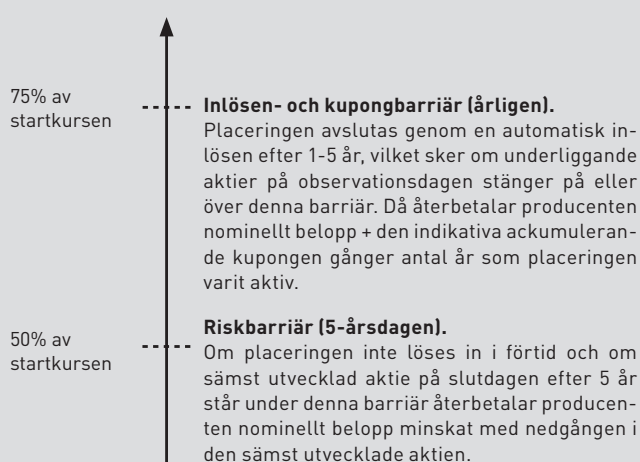 75% av
startkursen
Inlösen- och kupongbarriär (årligen).
Placeringen avslutas genom en automatisk in-
lösen efter 1-5 år, vilket sker om underliggande
aktier på observationsdagen stänger på eller
över denna barriär. Då återbetalar producenten
nominellt belopp + den indikativa ackumuleran-
de kupongen gånger antal år som placeringen
varit aktiv.
50% av
startkursen
Riskbarriär (5-årsdagen).
Om placeringen inte löses in i förtid och om
sämst utvecklad aktie på slutdagen efter 5 år
står under denna barriär återbetalar producen-
ten nominellt belopp minskat med nedgången i
den sämst utvecklade aktien.